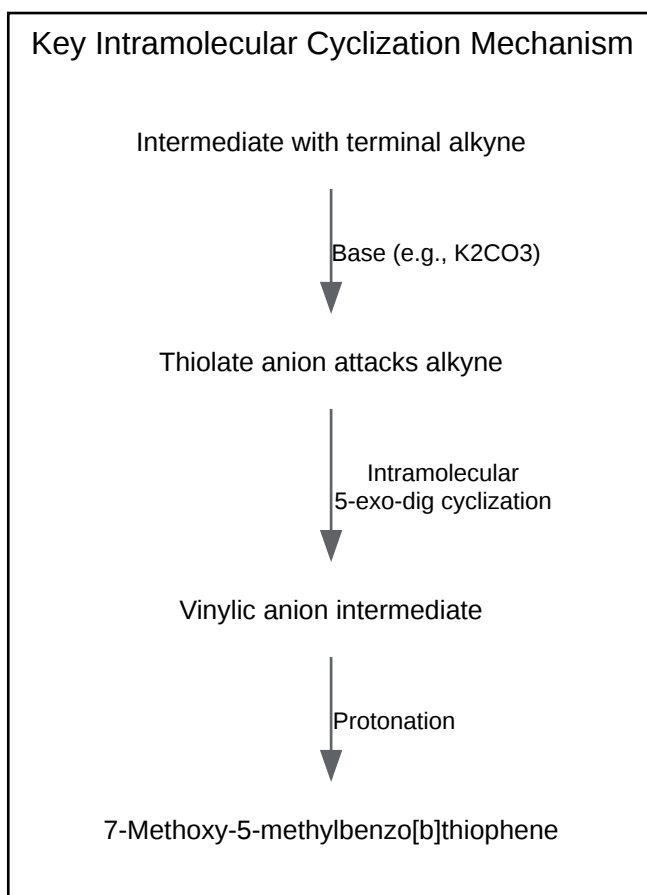 Key Intramolecular Cyclization Mechanism
Intermediate with terminal alkyne
Base (e.g., K2CO3)
Thiolate anion attacks alkyne
Intramolecular
5-exo-dig cyclization
Vinylic anion intermediate
Protonation
7-Methoxy-5-methylbenzo[b]thiophene